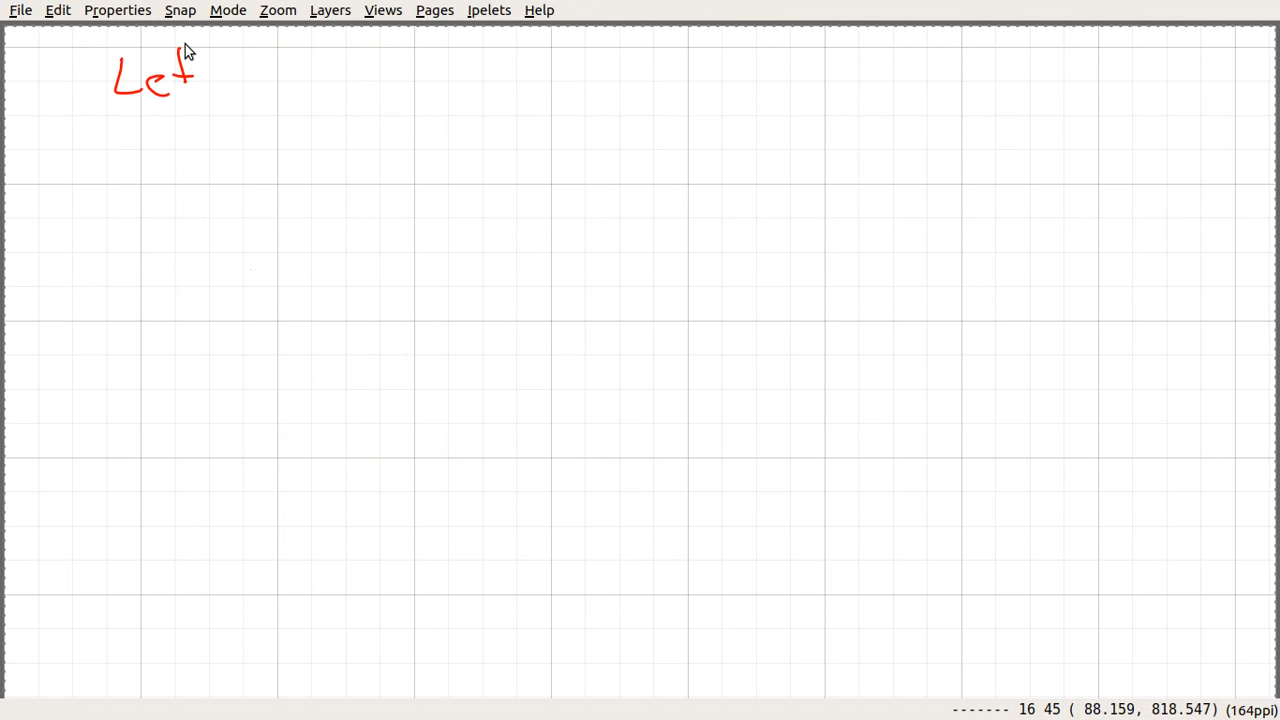 File Edit Properties Snap Mode Zoom Layers Views Pages Ipelets Help
Let
------- 16 45 ( 88.159, 818.547) (164ppi)